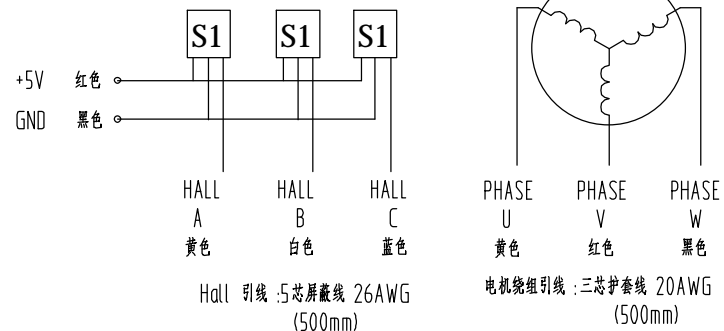 S1 S1 S1
+5V 红色
GND 黑色
HALL HALL HALL PHASE PHASE PHASE
A B C U V W
黄色 白色 蓝色 黄色 红色 黑色
Hall 引线 :5芯屏蔽线 26AWG
(500mm)
电机绕组引线 :三芯护套线 20AWG
(500mm)